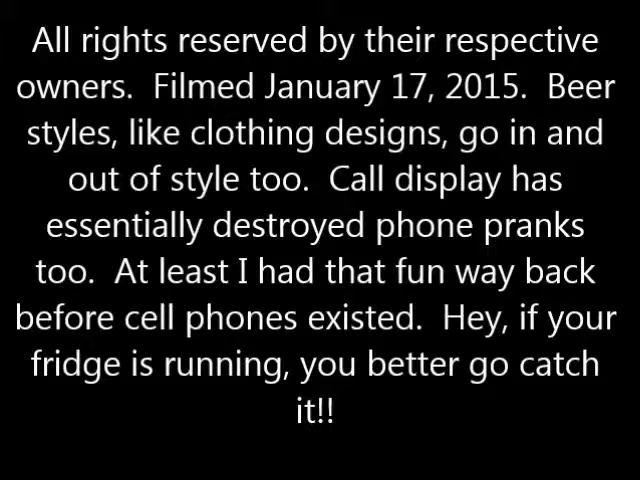 All rights reserved by their respective
owners.  Filmed January 17, 2015.  Beer
styles, like clothing designs, go in and
out of style too.  Call display has
essentially destroyed phone pranks
too.  At least I had that fun way back
before cell phones existed.  Hey, if your
fridge is running, you better go catch
it!!